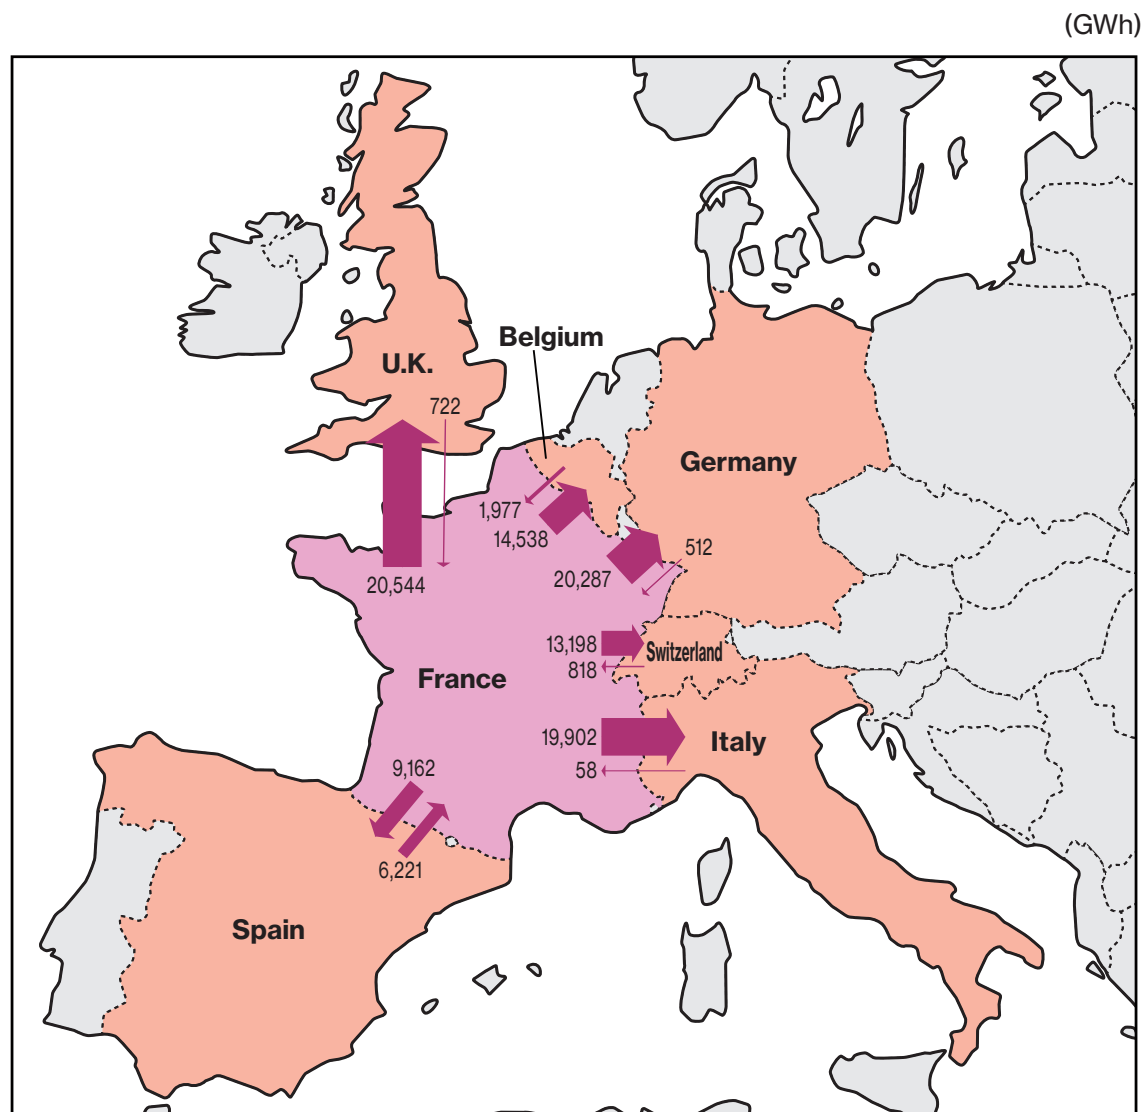 (GWh)
Belgium
U.K.
722
Germany
1,977
14,538
512
20,287
20,544
13,198
Switzerland
818
France
19,902
Italy
58
9,162
6,221
Spain